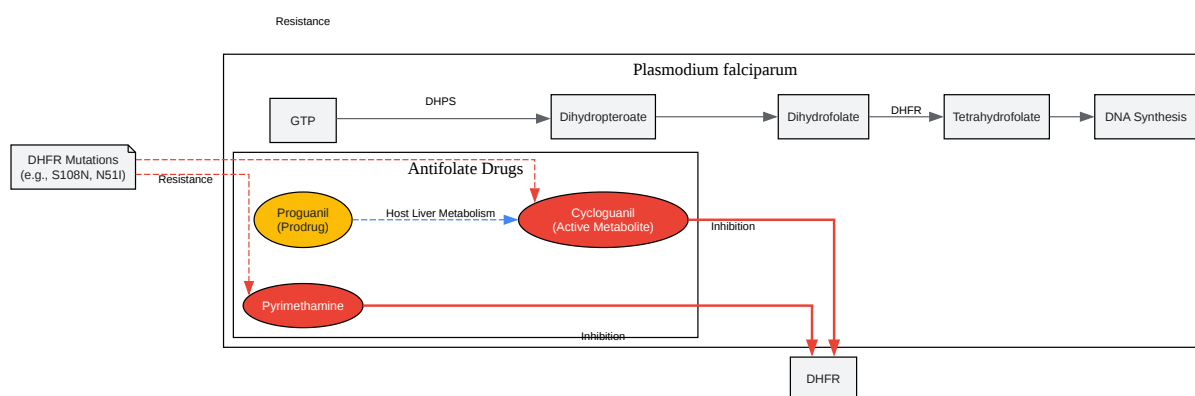 Resistance
Plasmodium falciparum
GTP
DHPS
Dihydropteroate
Dihydrofolate
DHFR
Tetrahydrofolate
DNA Synthesis
DHFR Mutations
(e.g., S108N, N51I)
Resistance
Antifolate Drugs
Proguanil
(Prodrug)
Host Liver Metabolism
Cycloguanil
(Active Metabolite)
Inhibition
Pyrimethamine
Inhibition
DHFR